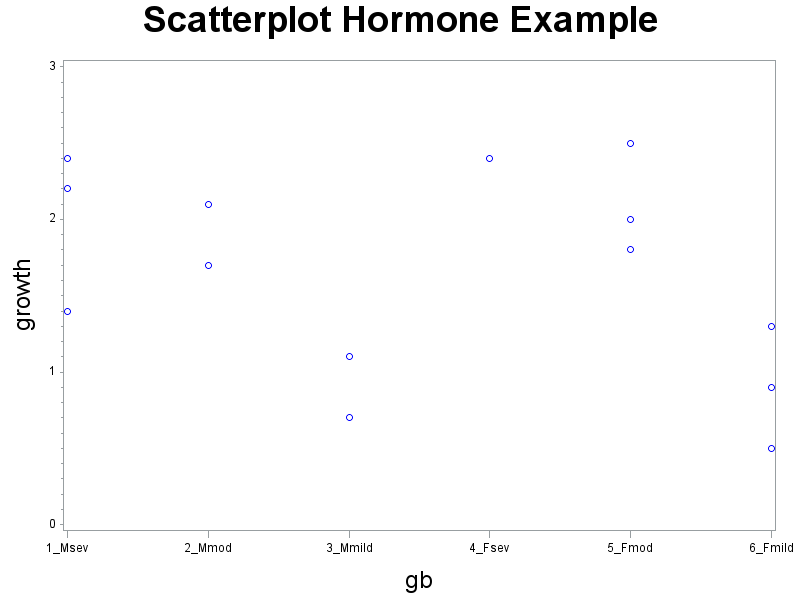 Scatterplot Hormone Example
3
2
1
0
growth
1_Msev 2_Mmod 3_Mmild 4_Fsev 5_Fmod 6_Fmild
gb